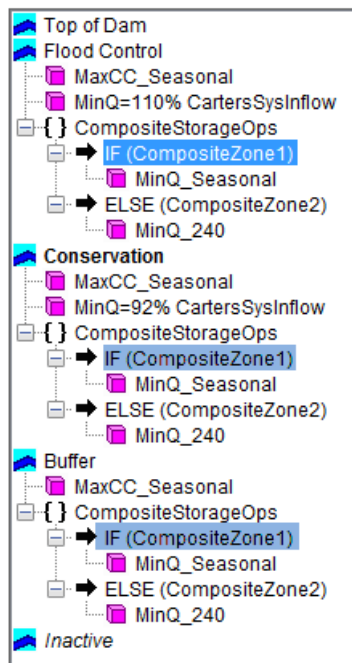 Top of Dam
Flood Control
MaxCC_Seasonal
MinQ=110% CartersSysInflow
{ } CompositeStorageOps
IF (CompositeZone1)
MinQ_Seasonal
ELSE (CompositeZone2)
MinQ_240
Conservation
MaxCC_Seasonal
MinQ=92% CartersSysInflow
{ } CompositeStorageOps
IF (CompositeZone1)
MinQ_Seasonal
ELSE (CompositeZone2)
MinQ_240
Buffer
MaxCC_Seasonal
{ } CompositeStorageOps
IF (CompositeZone1)
MinQ_Seasonal
ELSE (CompositeZone2)
MinQ_240
Inactive